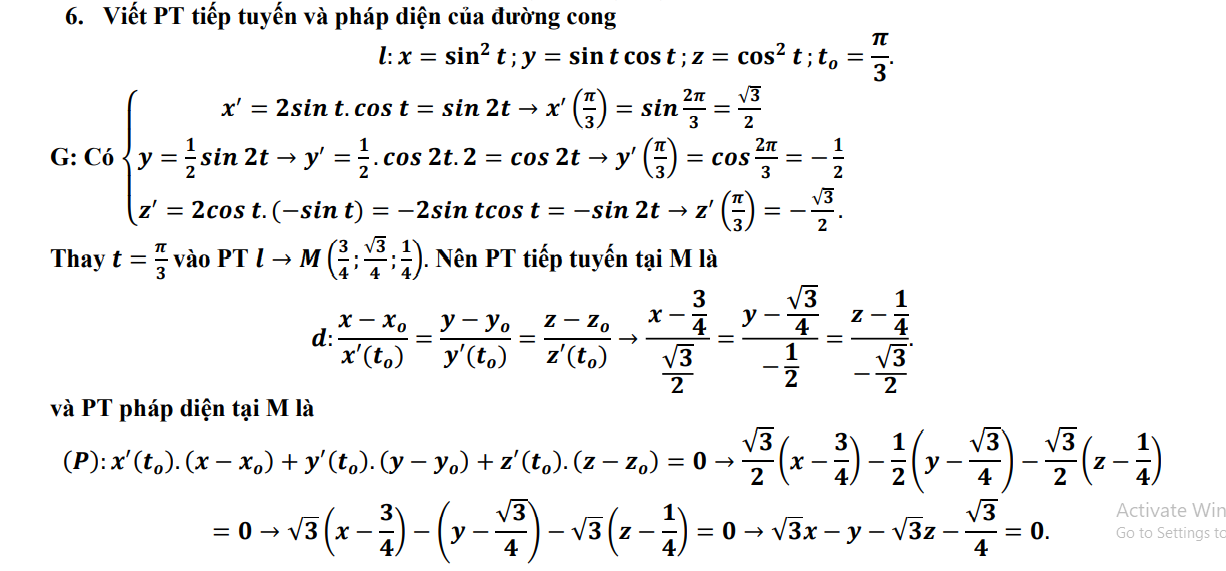 6. Viết PT tiếp tuyến và pháp diện của đường cong
l: x = sin² t ; y = sin t cos t ; z = cos² t ; tₒ = π/3.
x′ = 2sin t. cos t = sin 2t → x′(π/3) = sin 2π/3 = √3/2
G: Có { y = 1/2 sin 2t → y′ = 1/2 . cos 2t. 2 = cos 2t → y′(π/3) = cos 2π/3 = −1/2
z′ = 2cos t. (−sin t) = −2sin tcos t = −sin 2t → z′(π/3) = −√3/2.
Thay t = π/3 vào PT l → M(3/4; √3/4; 1/4). Nên PT tiếp tuyến tại M là
d: (x − xₒ)/(x′(tₒ)) = (y − yₒ)/(y′(tₒ)) = (z − zₒ)/(z′(tₒ)) → (x − 3/4)/(√3/2) = (y − √3/4)/(−1/2) = (z − 1/4)/(−√3/2).
và PT pháp diện tại M là
(P): x′(tₒ). (x − xₒ) + y′(tₒ). (y − yₒ) + z′(tₒ). (z − zₒ) = 0 → √3/2 (x − 3/4) − 1/2 (y − √3/4) − √3/2 (z − 1/4)
= 0 → √3 (x − 3/4) − (y − √3/4) − √3 (z − 1/4) = 0 → √3x − y − √3z − √3/4 = 0.
Activate Win
Go to Settings to